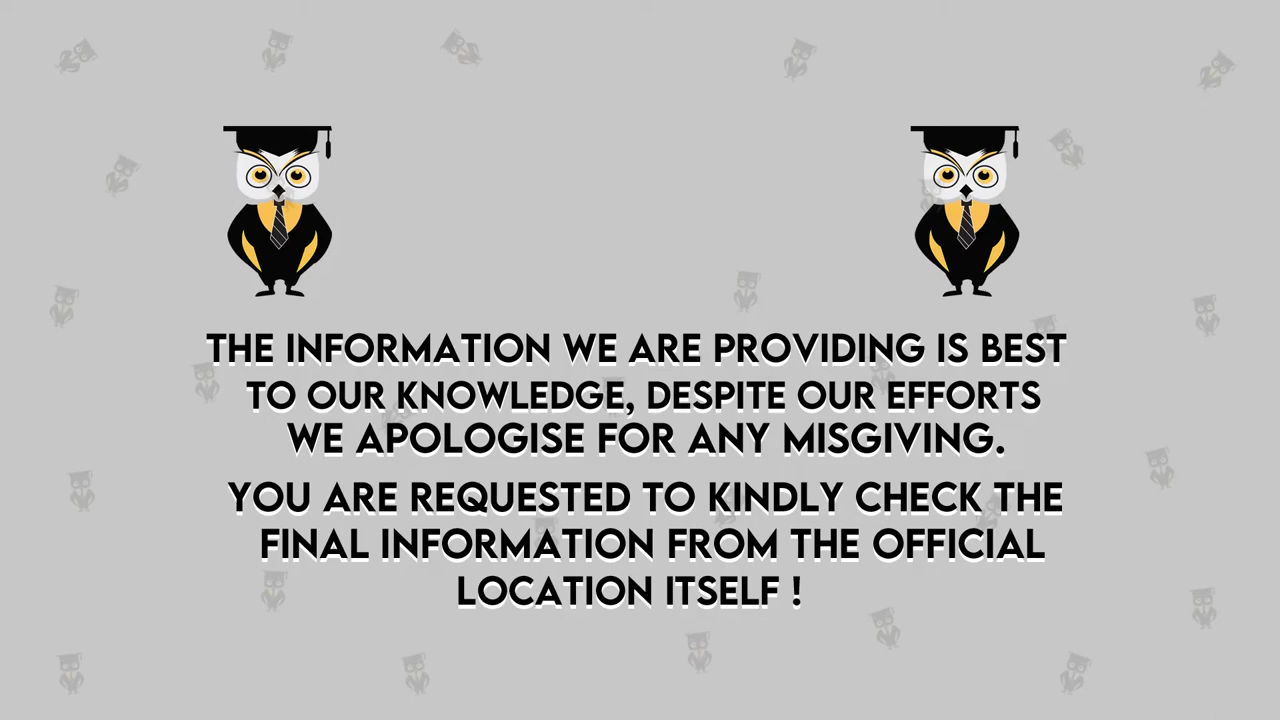 THE INFORMATION WE ARE PROVIDING IS BEST
TO OUR KNOWLEDGE, DESPITE OUR EFFORTS
WE APOLOGISE FOR ANY MISGIVING.
YOU ARE REQUESTED TO KINDLY CHECK THE
FINAL INFORMATION FROM THE OFFICIAL
LOCATION ITSELF !